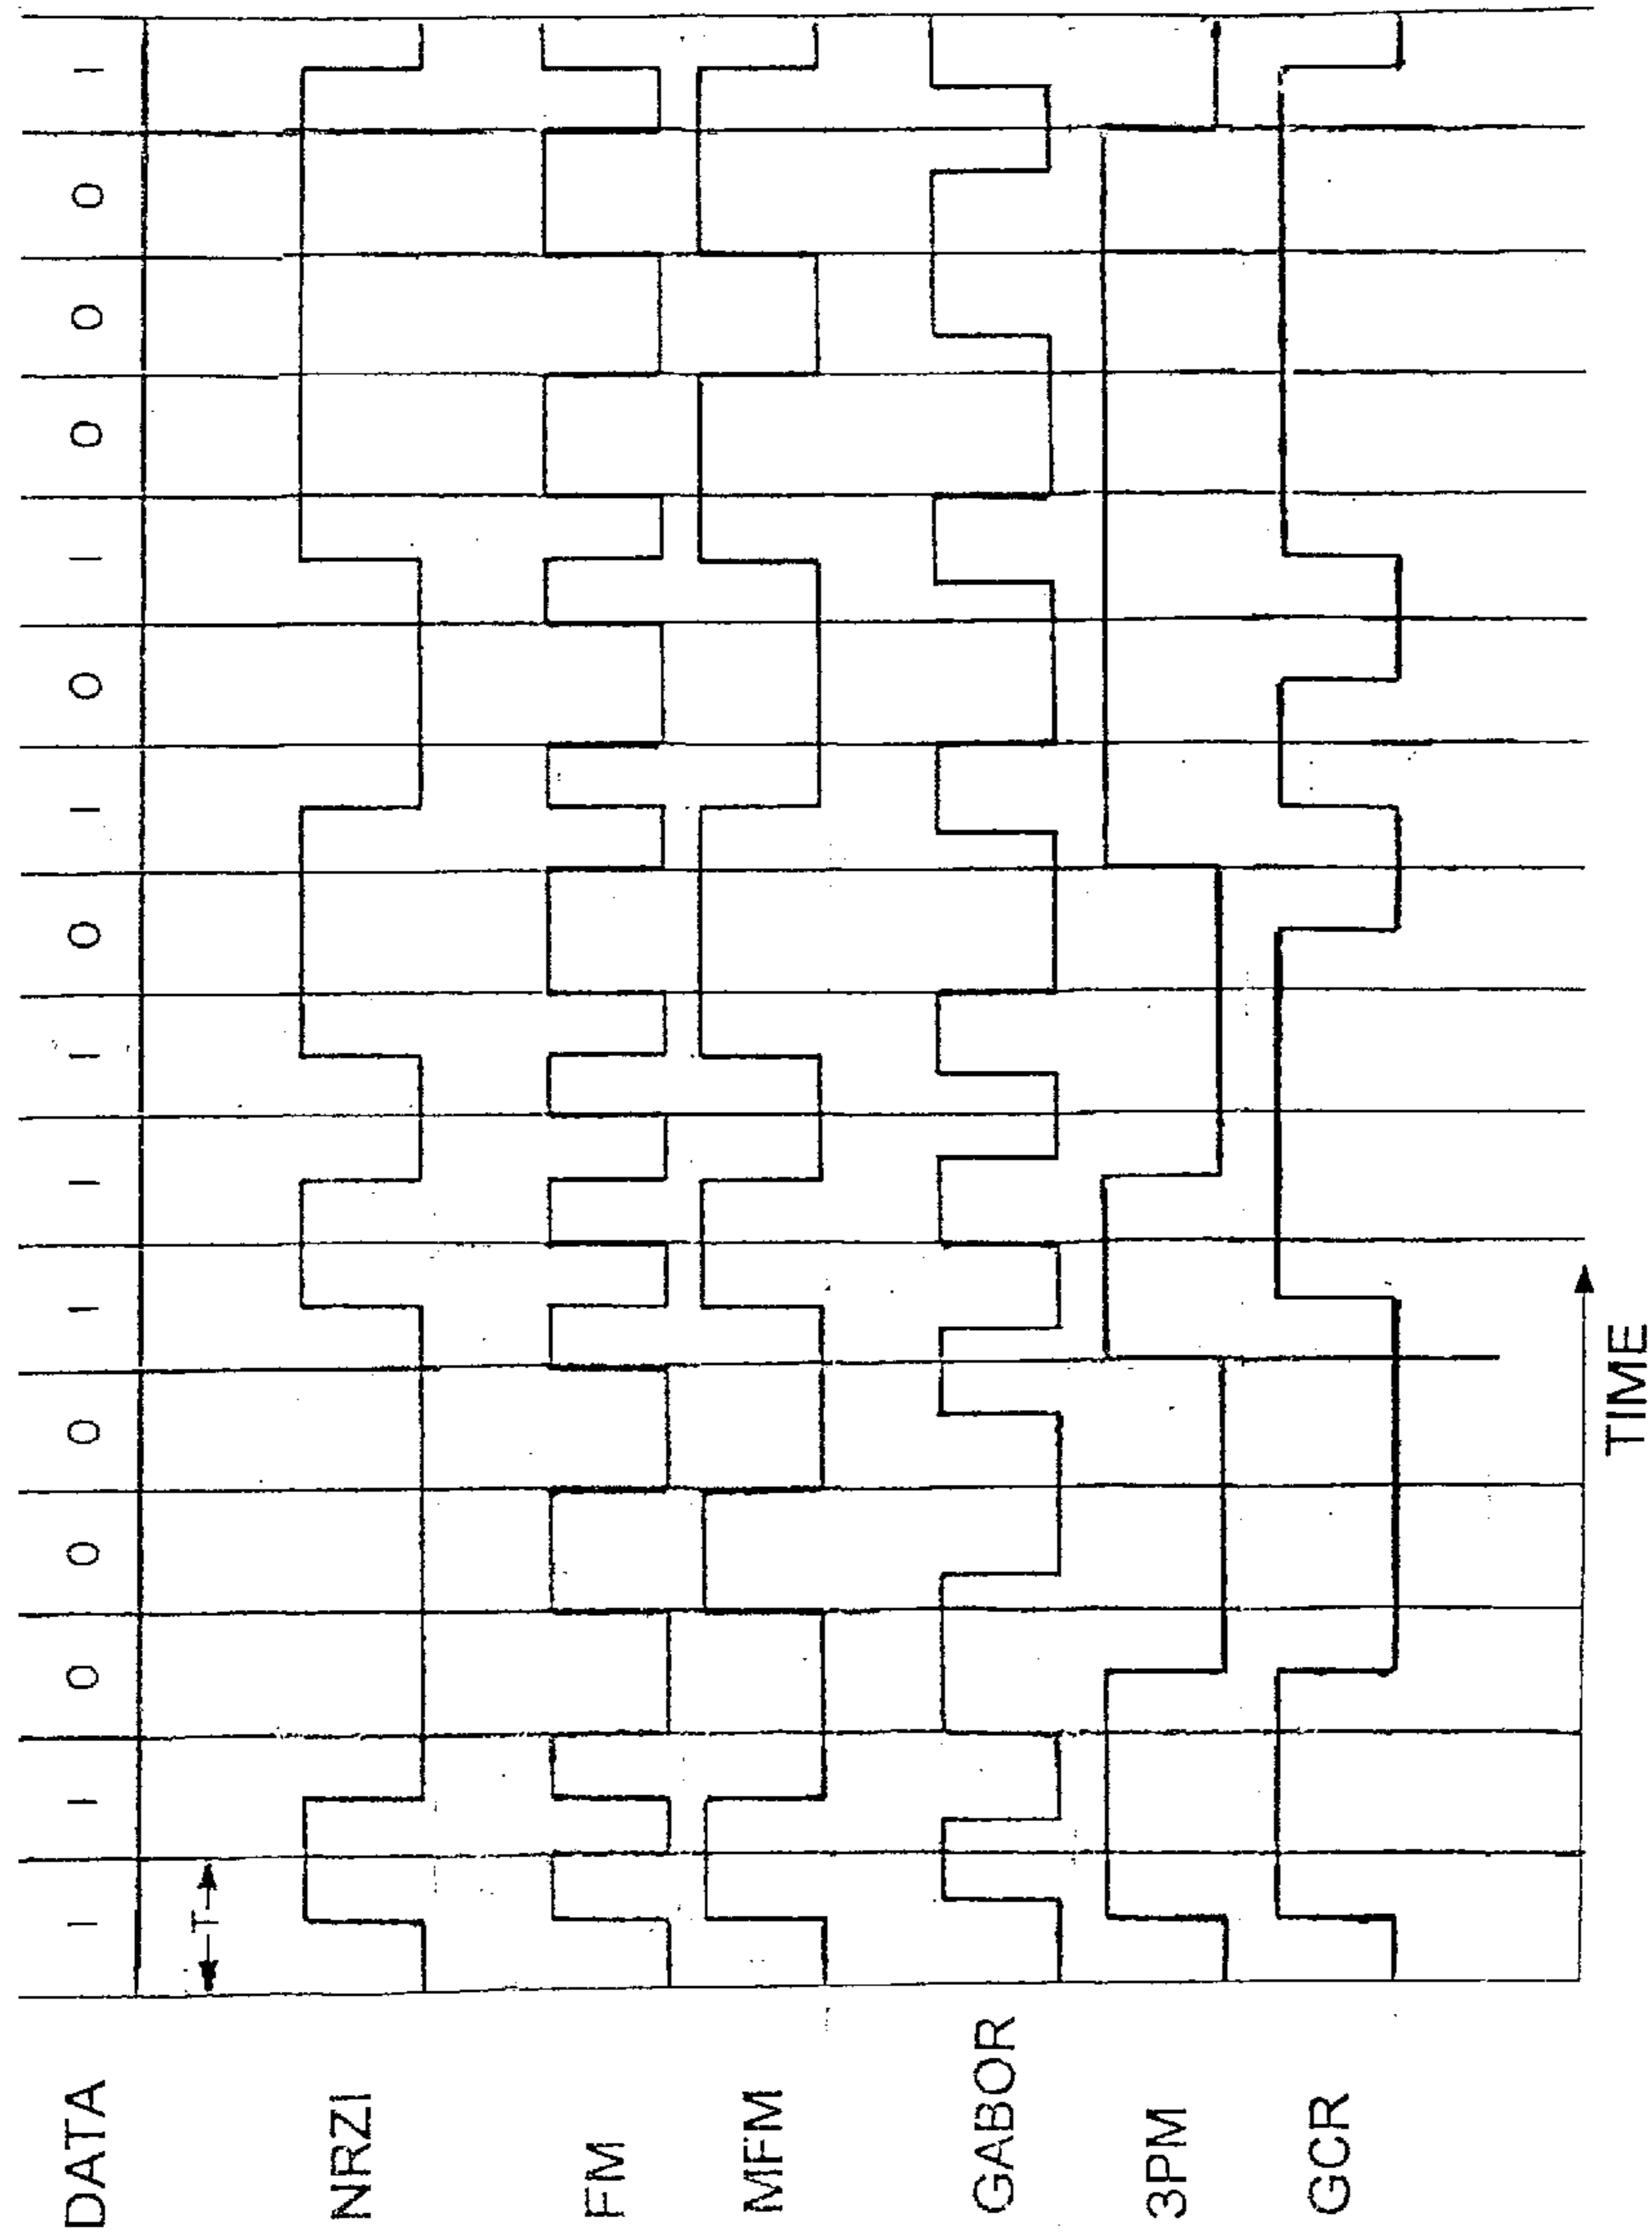 DATA 1 1 0 0 0 1 1 1 0 1 0 1 0 0 0 1
T
NRZI
FM
MFM
GABOR
3PM
GCR
TIME